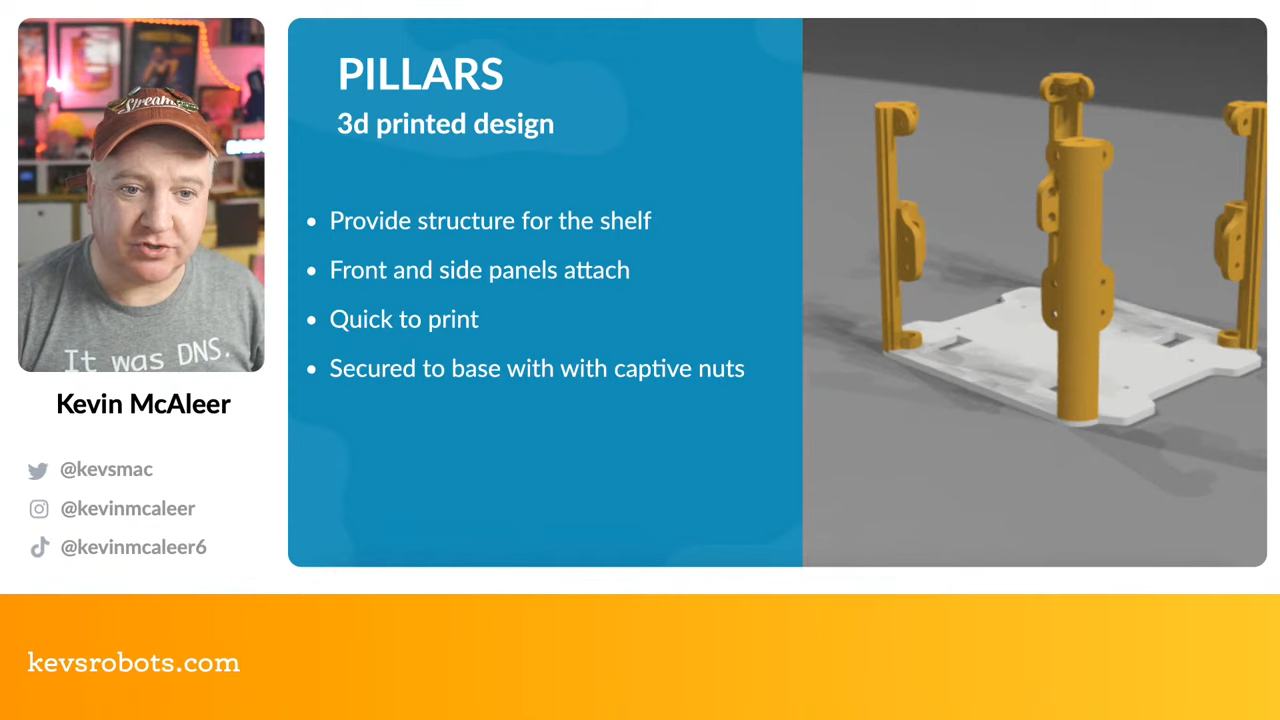 Stream
It was DNS.
Kevin McAleer
@kevsmac
@kevinmcaleer
@kevinmcaleer6
PILLARS
3d printed design
• Provide structure for the shelf
• Front and side panels attach
• Quick to print
• Secured to base with with captive nuts
kevsrobots.com